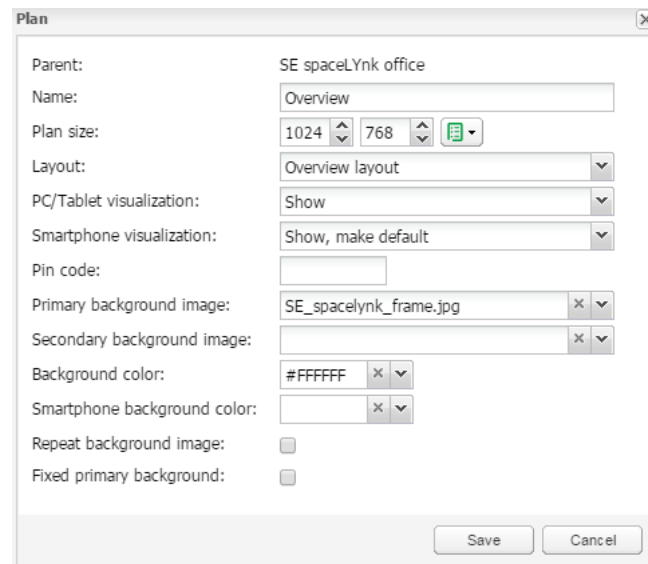 Plan
Parent: SE spaceLYnk office
Name: Overview
Plan size: 1024 768
Layout: Overview layout
PC/Tablet visualization: Show
Smartphone visualization: Show, make default
Pin code:
Primary background image: SE_spacelynk_frame.jpg
Secondary background image:
Background color: #FFFFFF
Smartphone background color:
Repeat background image:
Fixed primary background:
Save Cancel